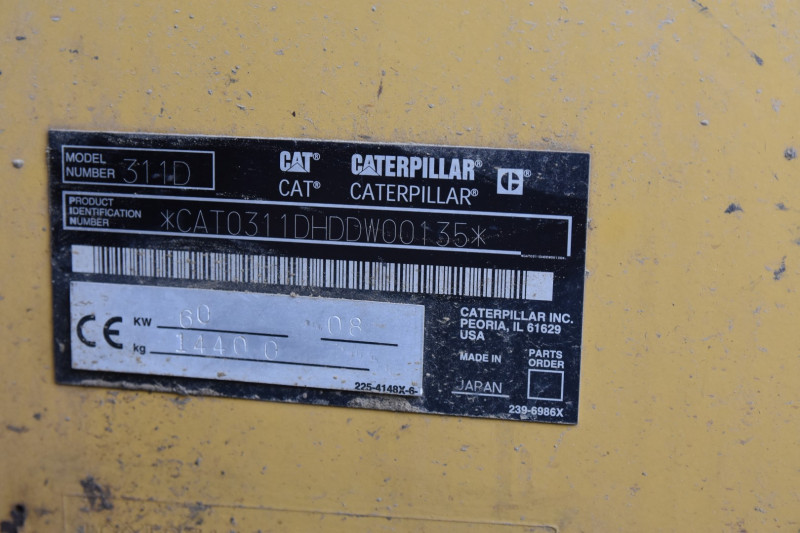 MODEL NUMBER 311D
CAT® CATERPILLAR® C
CAT® CATERPILLAR®
PRODUCT IDENTIFICATION NUMBER *CAT0311DHDDW00135*
CE KW 60 08
kg 14400
225-4148X-6-
CATERPILLAR INC.
PEORIA, IL 61629
USA
MADE IN JAPAN
PARTS ORDER
239-6986X